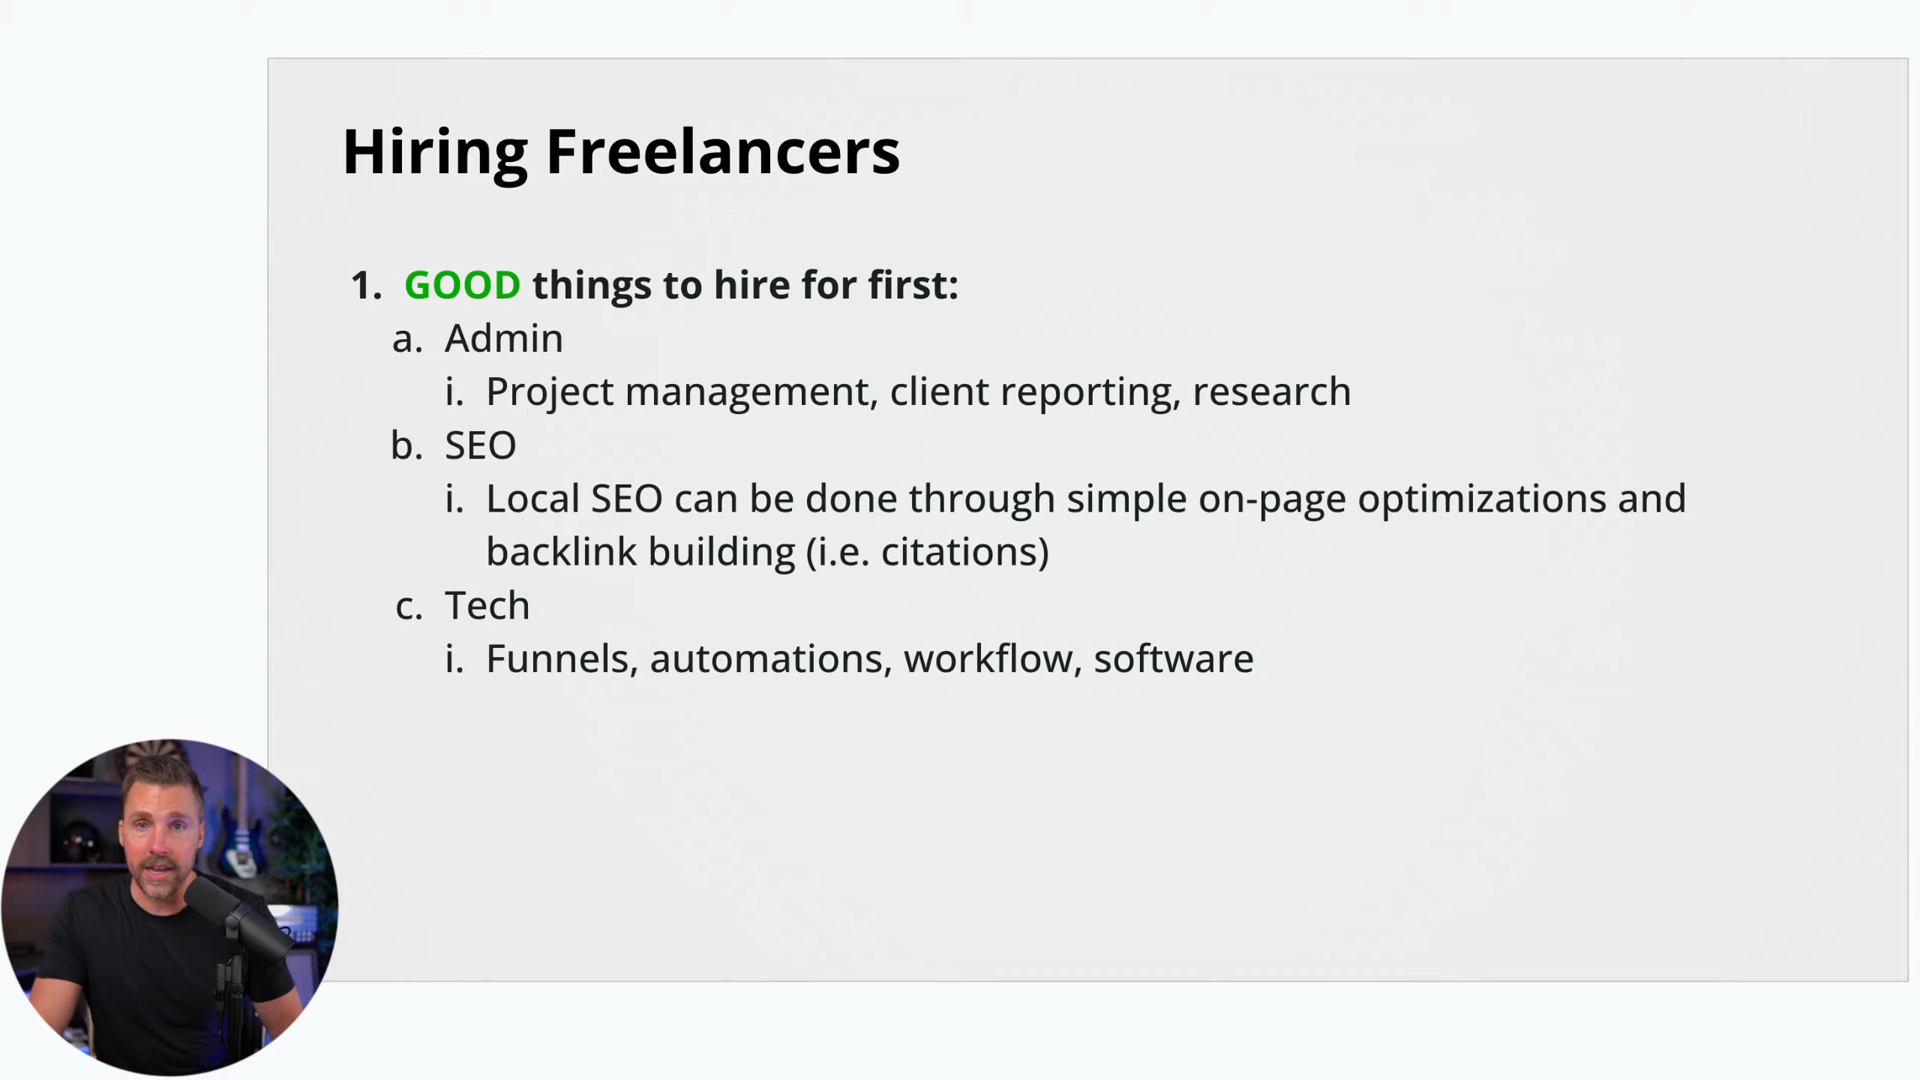 Hiring Freelancers
1. GOOD things to hire for first:
a. Admin
i. Project management, client reporting, research
b. SEO
i. Local SEO can be done through simple on-page optimizations and
backlink building (i.e. citations)
c. Tech
i. Funnels, automations, workflow, software